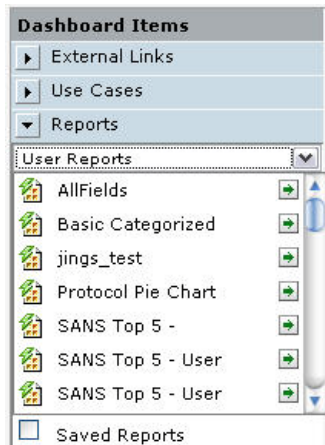 Dashboard Items
External Links
Use Cases
Reports
User Reports
AllFields
Basic Categorized
jings_test
Protocol Pie Chart
SANS Top 5 -
SANS Top 5 - User
SANS Top 5 - User
Saved Reports